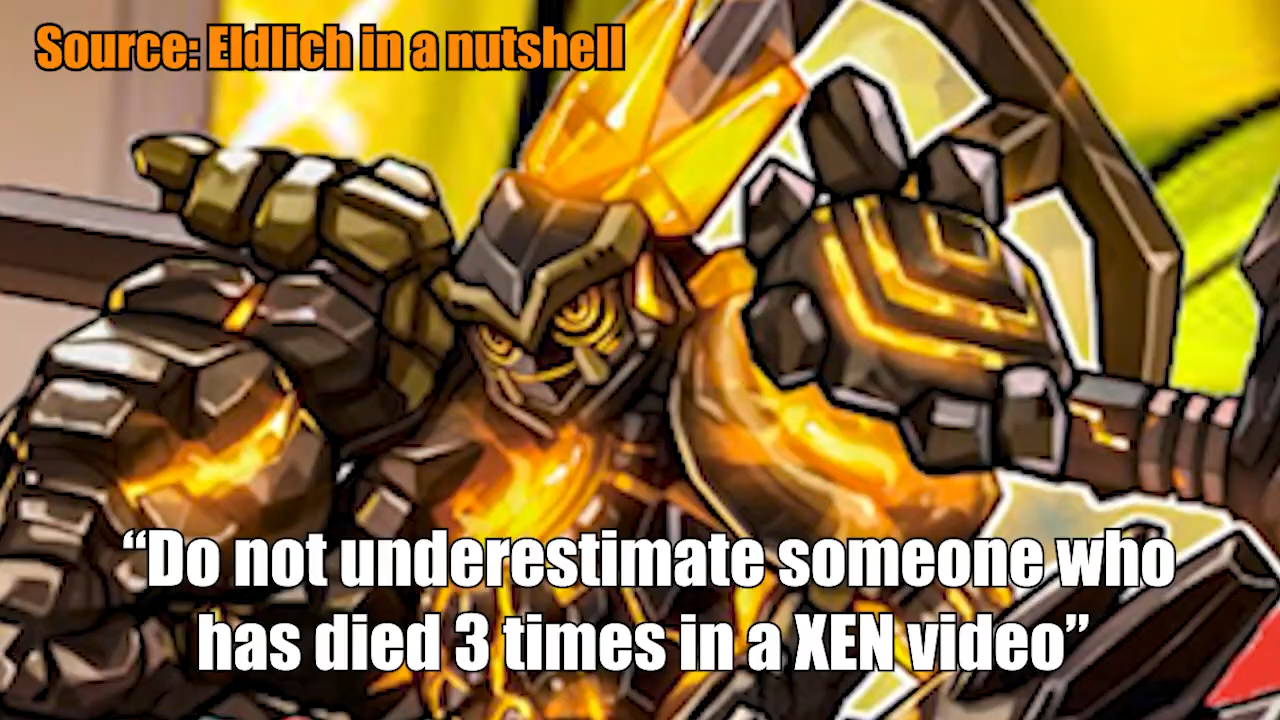 Source: Eldlich in a nutshell
“Do not underestimate someone who
has died 3 times in a XEN video”